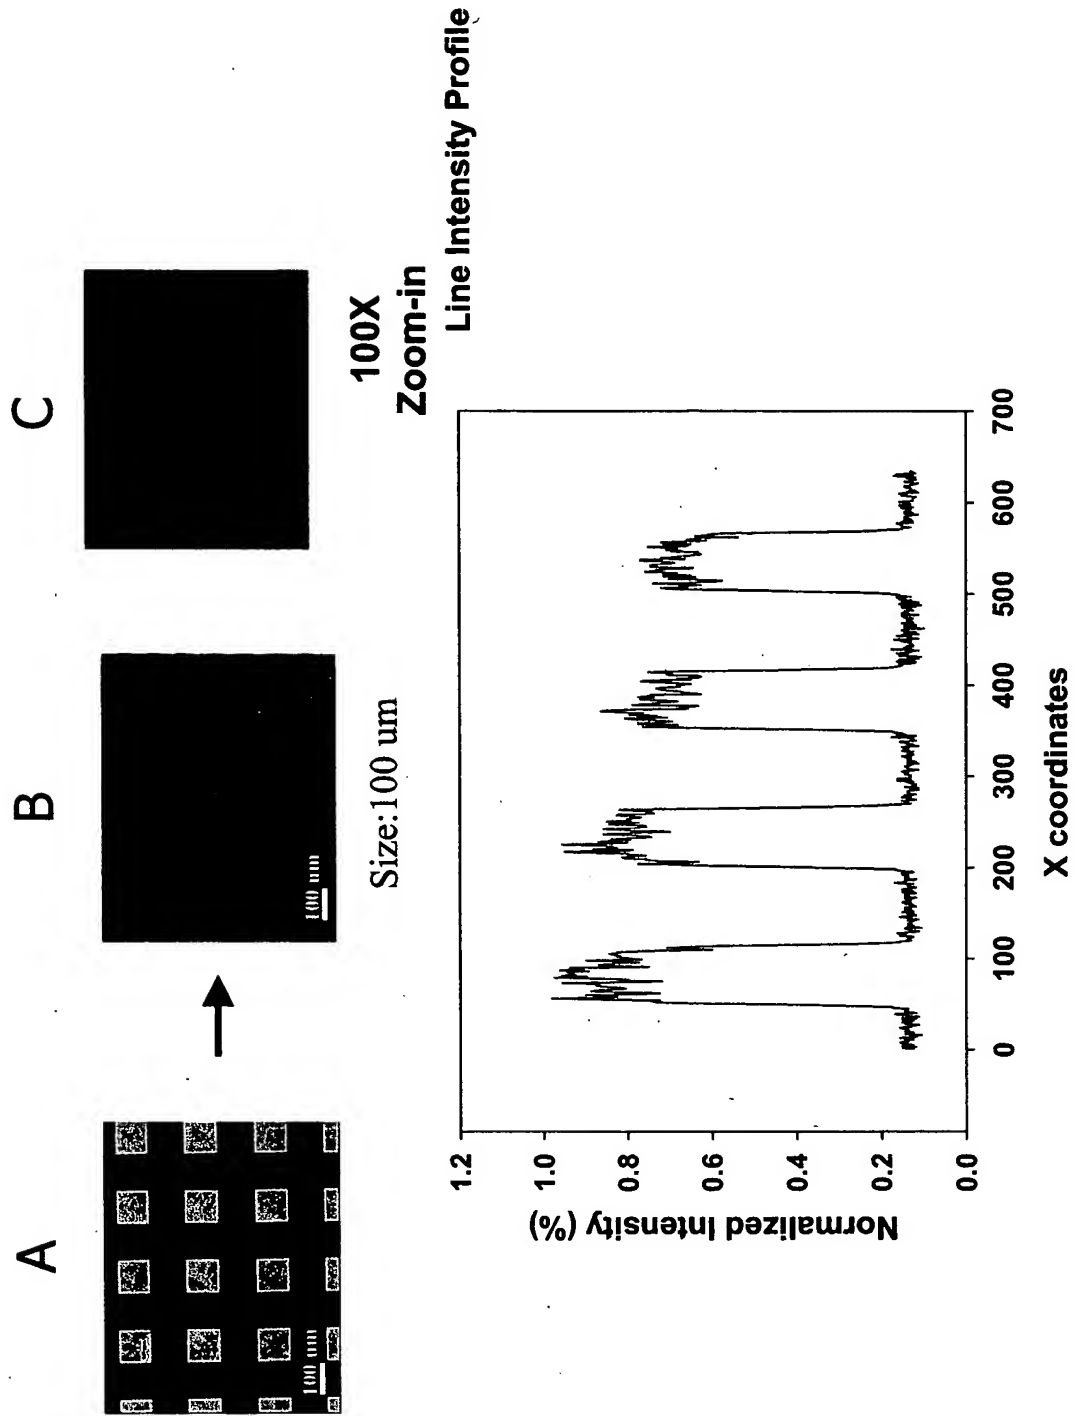 A
B
C
100 um
100 um
Size:100 um
100X
Zoom-in
Line Intensity Profile
Normalized Intensity (%)
1.2
1.0
0.8
0.6
0.4
0.2
0.0
0
100
200
300
400
500
600
700
X coordinates